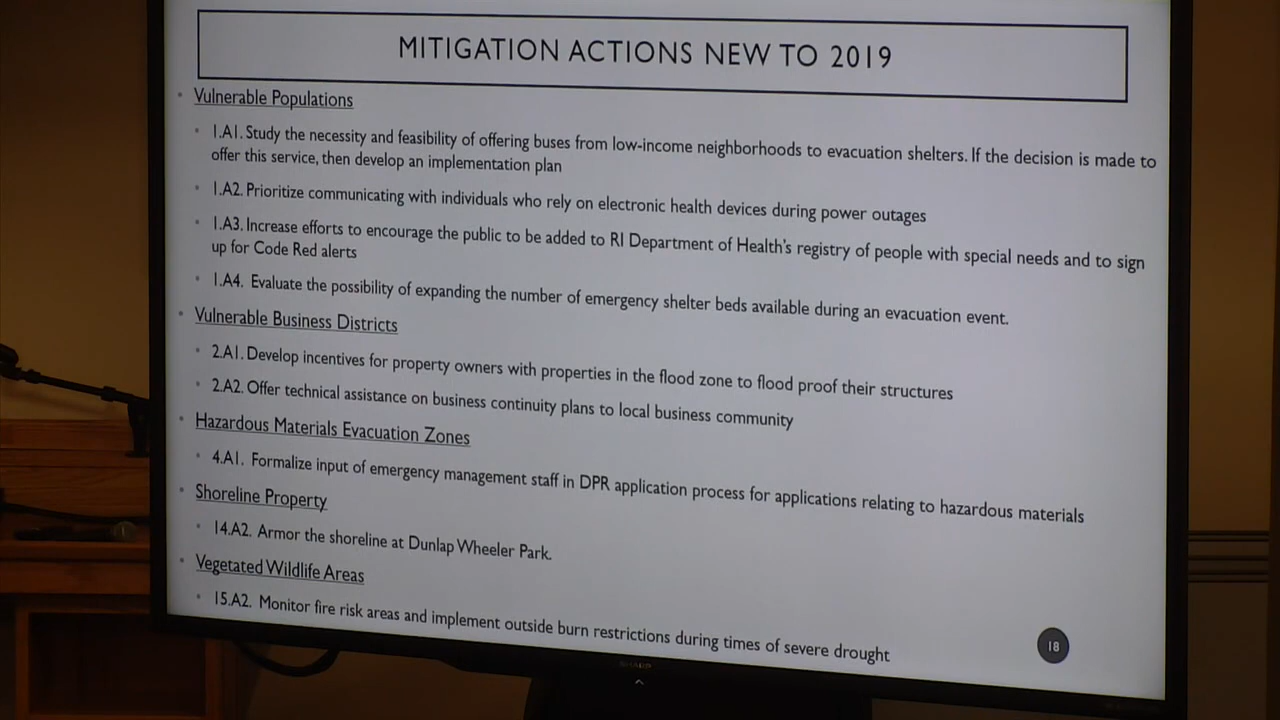 MITIGATION ACTIONS NEW TO 2019
• Vulnerable Populations
• 1.A1. Study the necessity and feasibility of offering buses from low-income neighborhoods to evacuation shelters. If the decision is made to
offer this service, then develop an implementation plan
• 1.A2. Prioritize communicating with individuals who rely on electronic health devices during power outages
• 1.A3. Increase efforts to encourage the public to be added to RI Department of Health's registry of people with special needs and to sign
up for Code Red alerts
• 1.A4. Evaluate the possibility of expanding the number of emergency shelter beds available during an evacuation event.
• Vulnerable Business Districts
• 2.A1. Develop incentives for property owners with properties in the flood zone to flood proof their structures
• 2.A2. Offer technical assistance on business continuity plans to local business community
• Hazardous Materials Evacuation Zones
• 4.A1. Formalize input of emergency management staff in DPR application process for applications relating to hazardous materials
• Shoreline Property
• 14.A2. Armor the shoreline at Dunlap Wheeler Park.
• Vegetated Wildlife Areas
• 15.A2. Monitor fire risk areas and implement outside burn restrictions during times of severe drought
18
SHARP